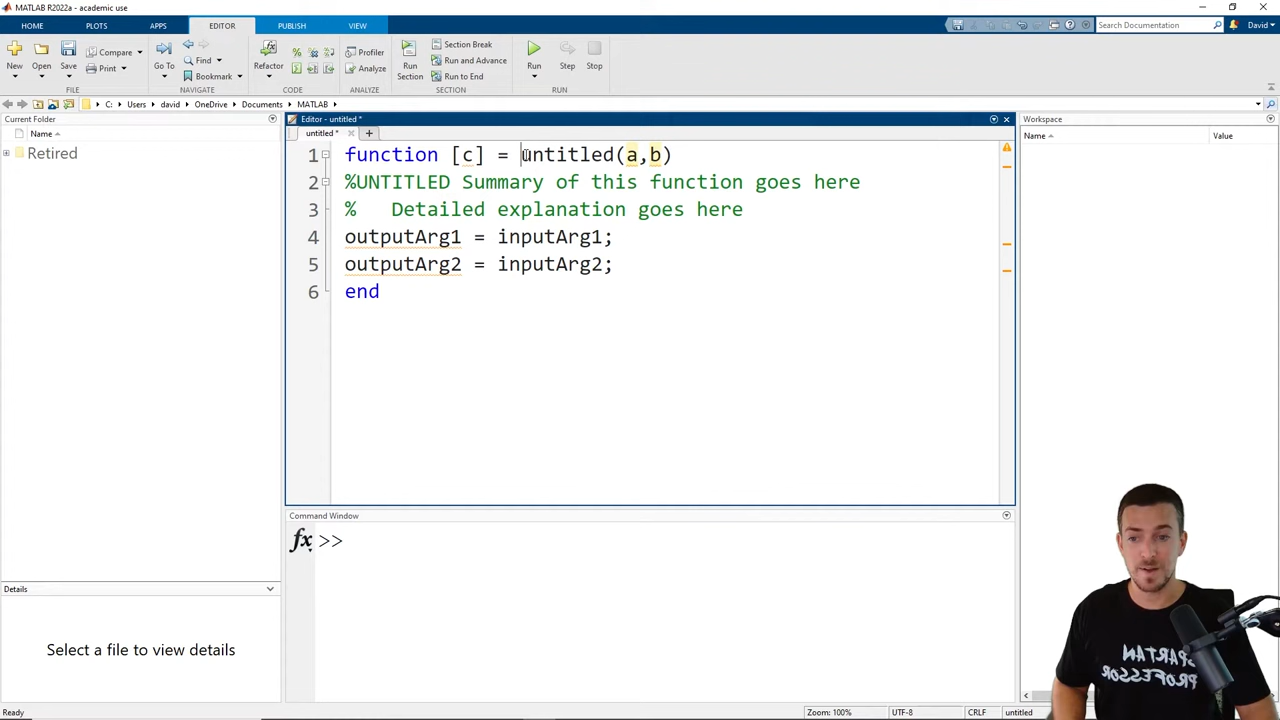 MATLAB R2022a - academic use
HOME PLOTS APPS EDITOR PUBLISH VIEW Search Documentation David
New Open Save Compare Print Go To Find Bookmark Refactor Profiler Analyze Run Section Section Break Run and Advance Run to End Run Step Stop
FILE NAVIGATE CODE ANALYZE SECTION RUN
C: Users david OneDrive Documents MATLAB
Current Folder
Name
Retired
Details
Select a file to view details
Editor - untitled *
untitled *
1 function [c] = untitled(a,b)
2 %UNTITLED Summary of this function goes here
3 % Detailed explanation goes here
4 outputArg1 = inputArg1;
5 outputArg2 = inputArg2;
6 end
Command Window
fx >>
Workspace
Name Value
SPARTAN
PROFESSOR
Ready Zoom: 100% UTF-8 CRLF untitled